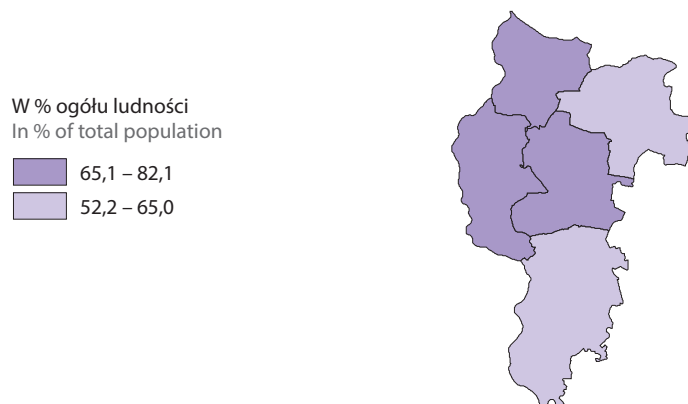 W % ogółu ludności
In % of total population
65,1 – 82,1
52,2 – 65,0